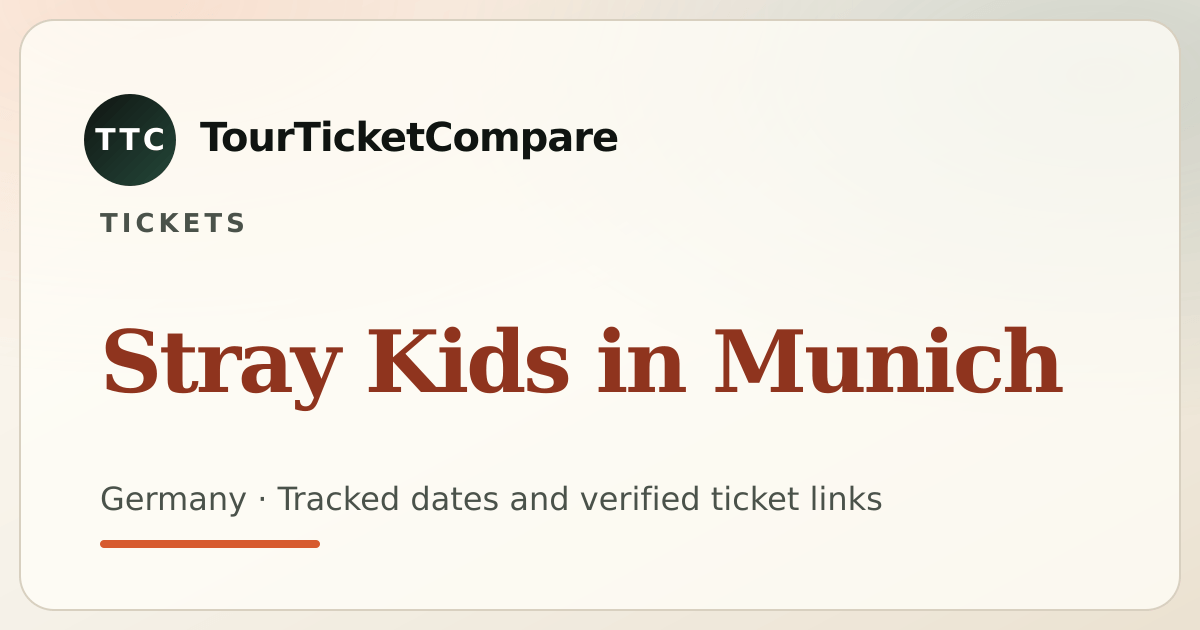 TTC TourTicketCompare
TICKETS
Stray Kids in Munich
Germany · Tracked dates and verified ticket links